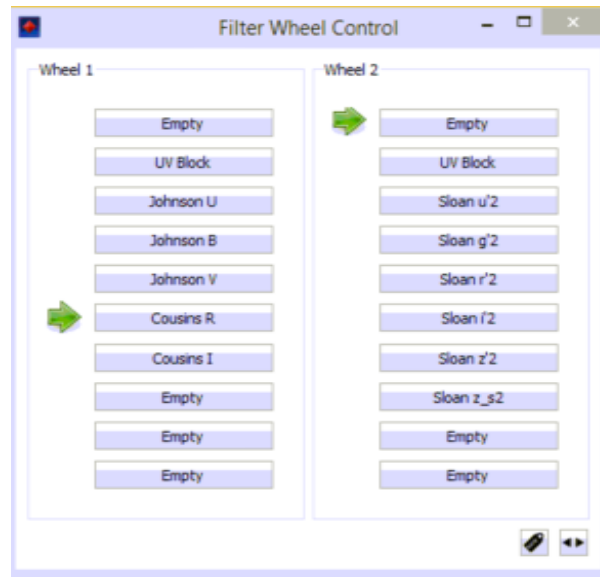 Filter Wheel Control
Wheel 1
Empty
UV Block
Johnson U
Johnson B
Johnson V
Cousins R
Cousins I
Empty
Empty
Empty
Wheel 2
Empty
UV Block
Sloan u'2
Sloan g'2
Sloan r'2
Sloan i'2
Sloan z'2
Sloan z_s2
Empty
Empty